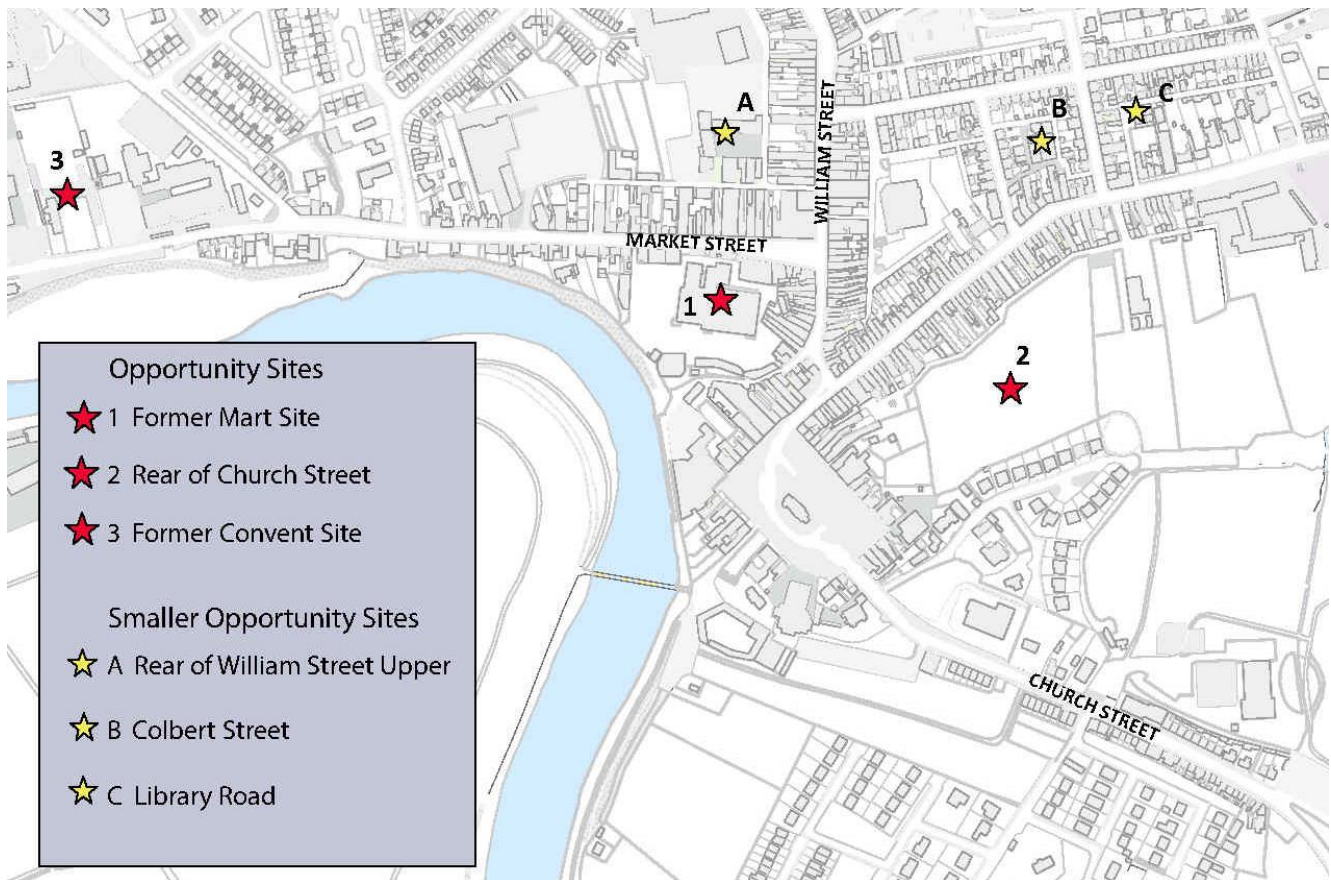 A
WILLIAM STREET
B
C
3
MARKET STREET
1
2
CHURCH STREET
Opportunity Sites
1 Former Mart Site
2 Rear of Church Street
3 Former Convent Site
Smaller Opportunity Sites
A Rear of William Street Upper
B Colbert Street
C Library Road